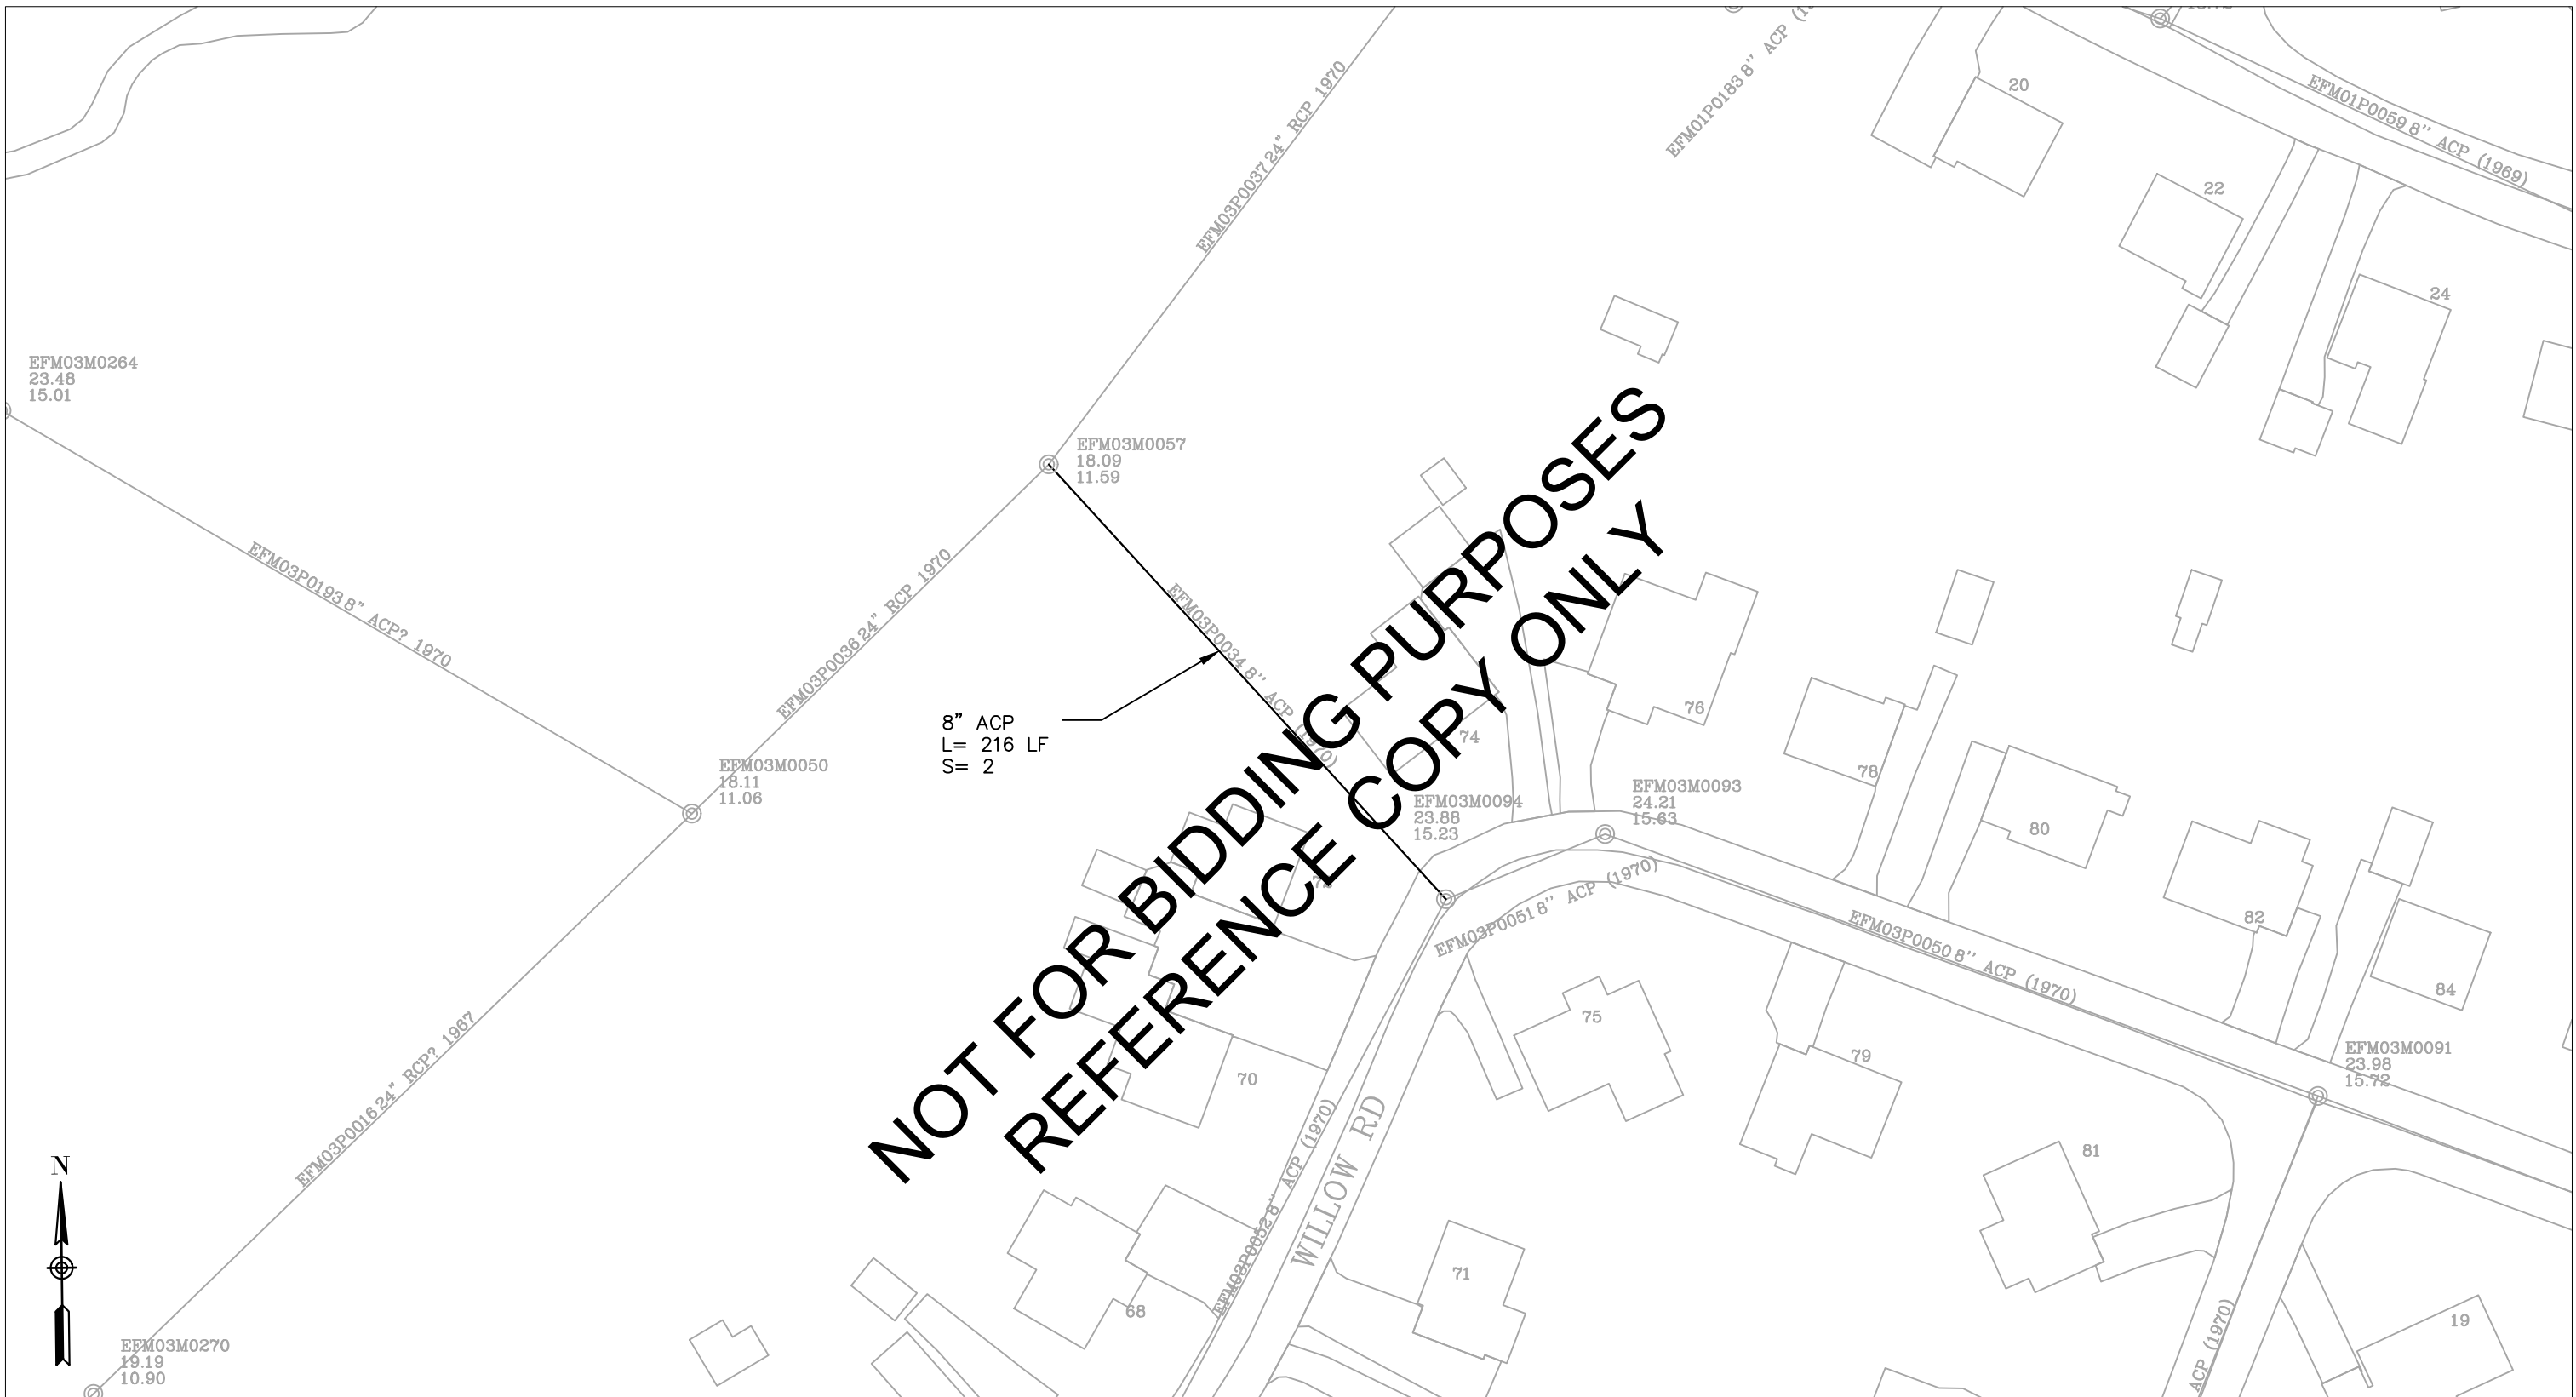 EFM03P0037 24" RCP 1970
EFM01P0183 8'' ACP
20
EFM01P0059 8'' ACP (1969)
22
24
EFM03M0264
23.48
15.01
EFM03M0057
18.09
11.59
EFM03P0193 8" ACP? 1970
EFM03P0036 24" RCP 1970
EFM03P0034 8'' ACP (1970)
NOT FOR BIDDING PURPOSES
REFERENCE COPY ONLY
8" ACP
L= 216 LF
S= 2
76
74
78
EFM03M0050
18.11
11.06
EFM03M0094
23.88
15.23
EFM03M0093
24.21
15.63
80
82
84
EFM03P0051 8'' ACP (1970)
EFM03P0050 8'' ACP (1970)
75
79
70
EFM03M0091
23.98
15.72
EFM03P0016 24" RCP? 1967
EFM03P0052 8'' ACP (1970)
WILLOW RD
81
N
71
68
19
ACP (1970)
EFM03M0270
19.19
10.90